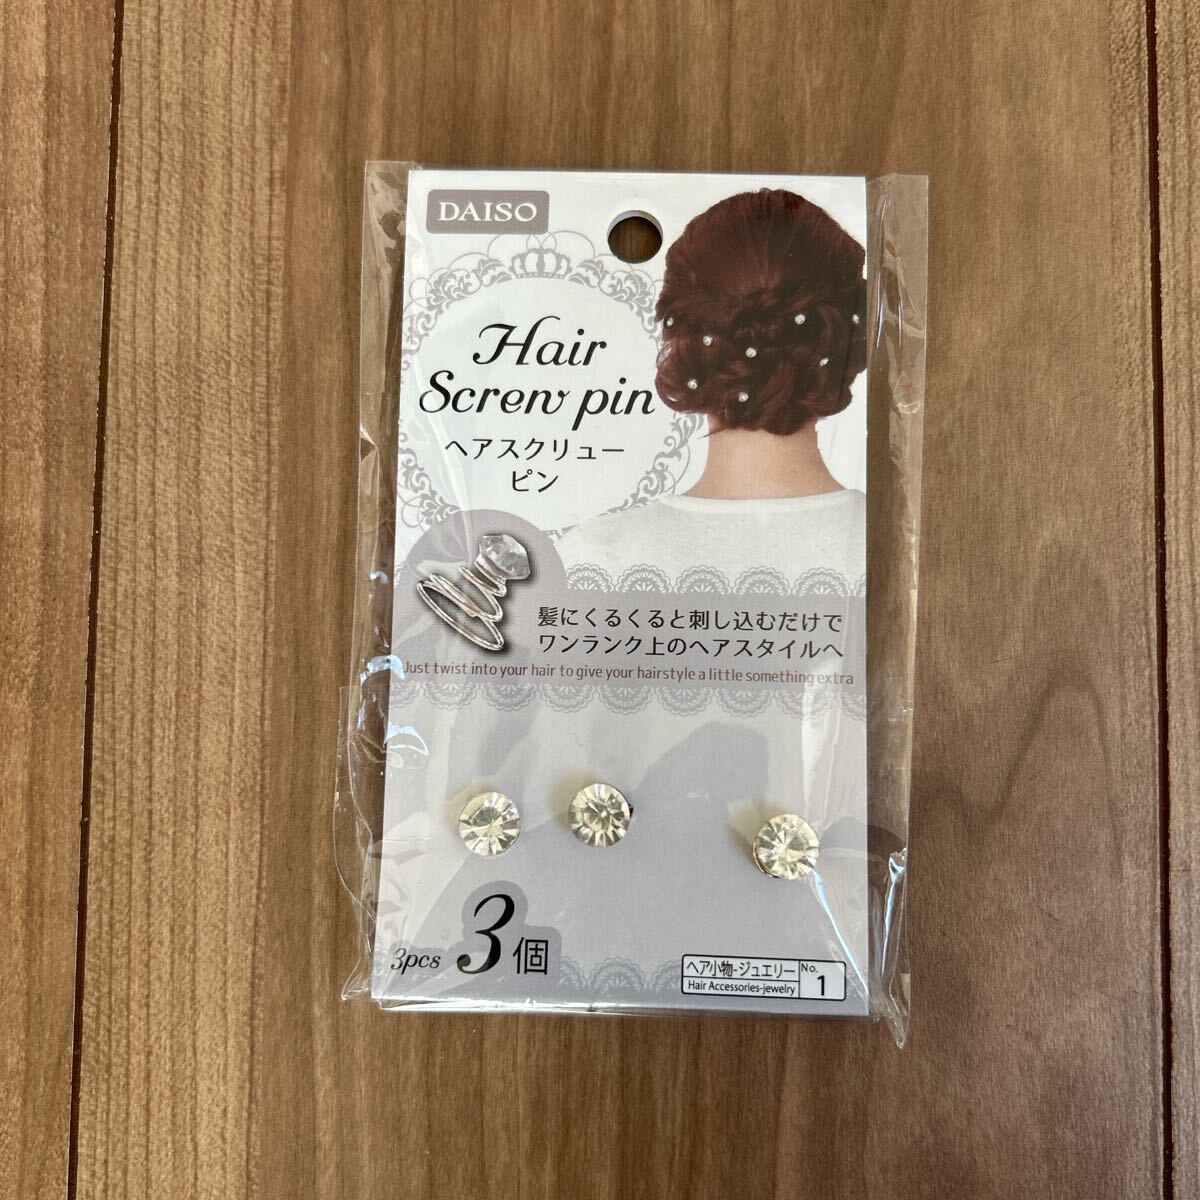 DAISO
Hair
Screw pin
ヘアスクリュー
ピン
髪にくるくると刺し込むだけで
ワンランク上のヘアスタイルへ
Just twist into your hair to give your hairstyle a little something extra
3pcs 3個
ヘア小物-ジュエリー
Hair Accessories-jewelry
No.
1